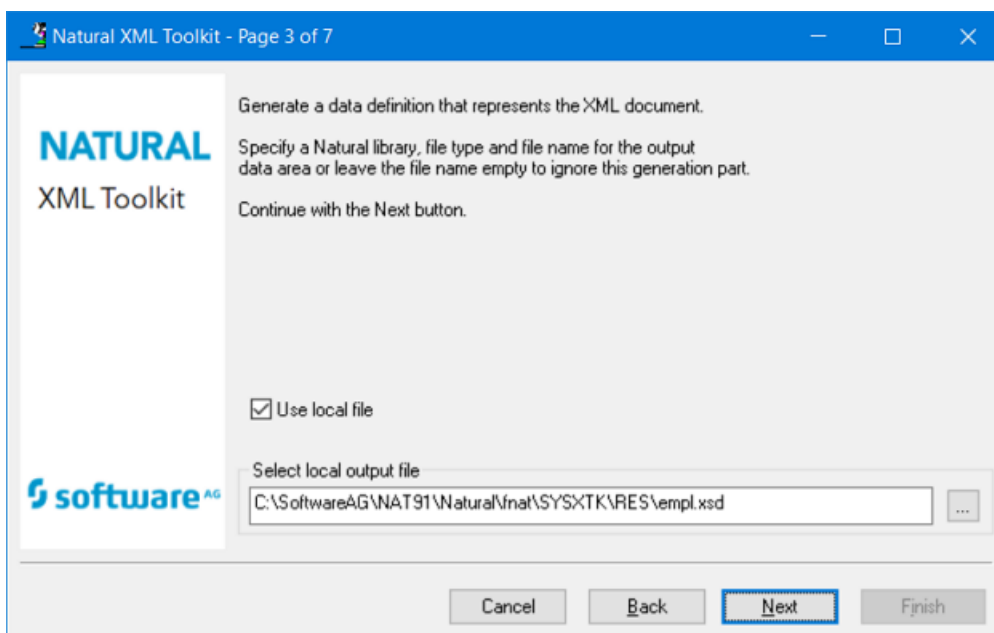 Natural XML Toolkit - Page 3 of 7
NATURAL
XML Toolkit
Generate a data definition that represents the XML document.
Specify a Natural library, file type and file name for the output
data area or leave the file name empty to ignore this generation part.
Continue with the Next button.
Use local file
Select local output file
C:\SoftwareAG\NAT91\Natural\fnat\SYSXTK\RES\empl.xsd
...
software AG
Cancel
Back
Next
Finish